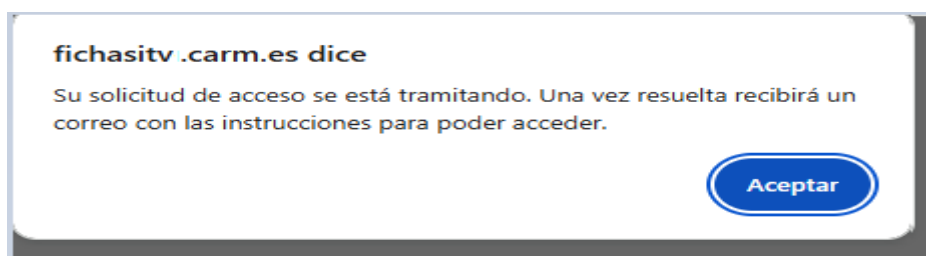 fichasitv .carm.es dice
Su solicitud de acceso se está tramitando. Una vez resuelta recibirá un
correo con las instrucciones para poder acceder.
Aceptar